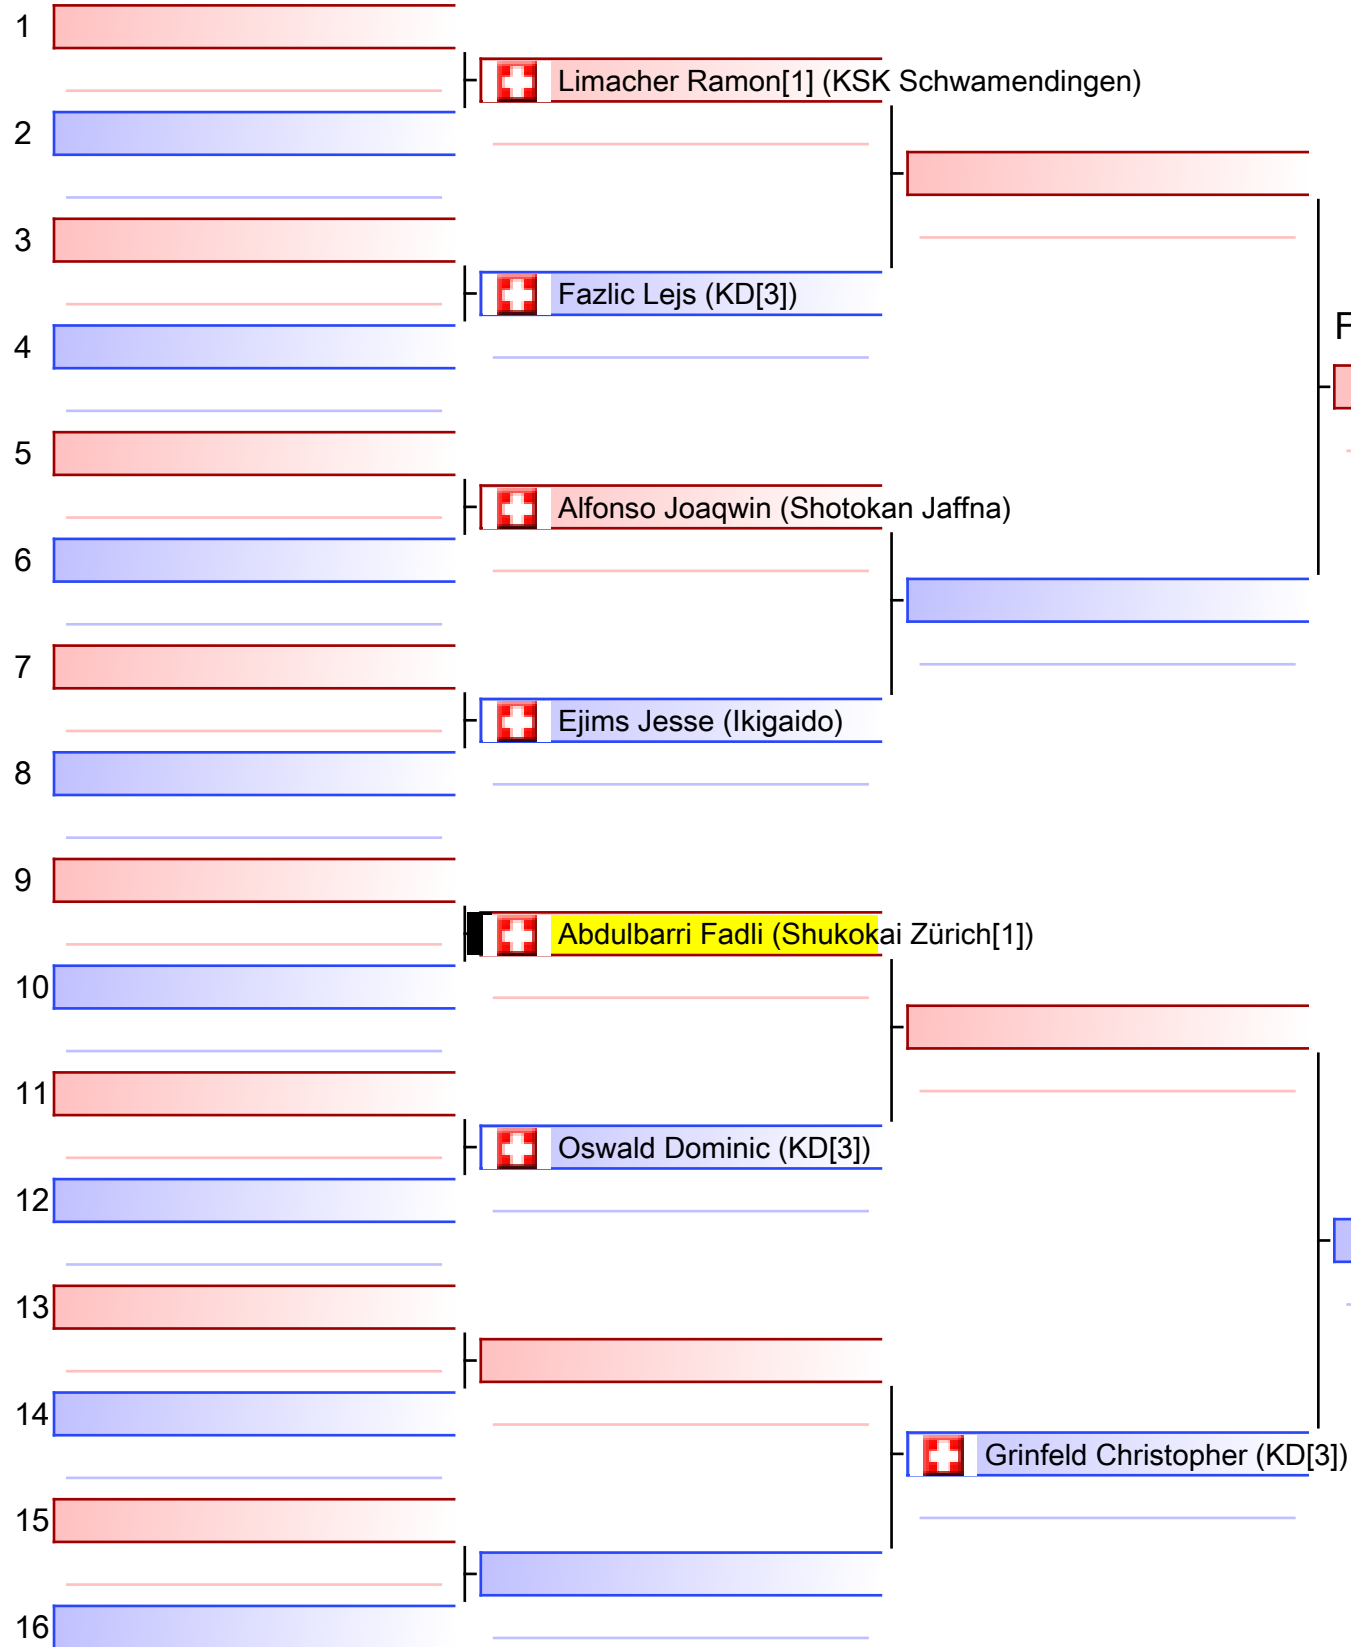 1
Limacher Ramon[1] (KSK Schwamendingen)
2
3
Fazlic Lejs (KD[3])
4
F
5
Alfonso Joaqwin (Shotokan Jaffna)
6
7
Ejims Jesse (Ikigaido)
8
9
Abdulbarri Fadli (Shukokai Zürich[1])
10
11
Oswald Dominic (KD[3])
12
13
14
Grinfeld Christopher (KD[3])
15
16